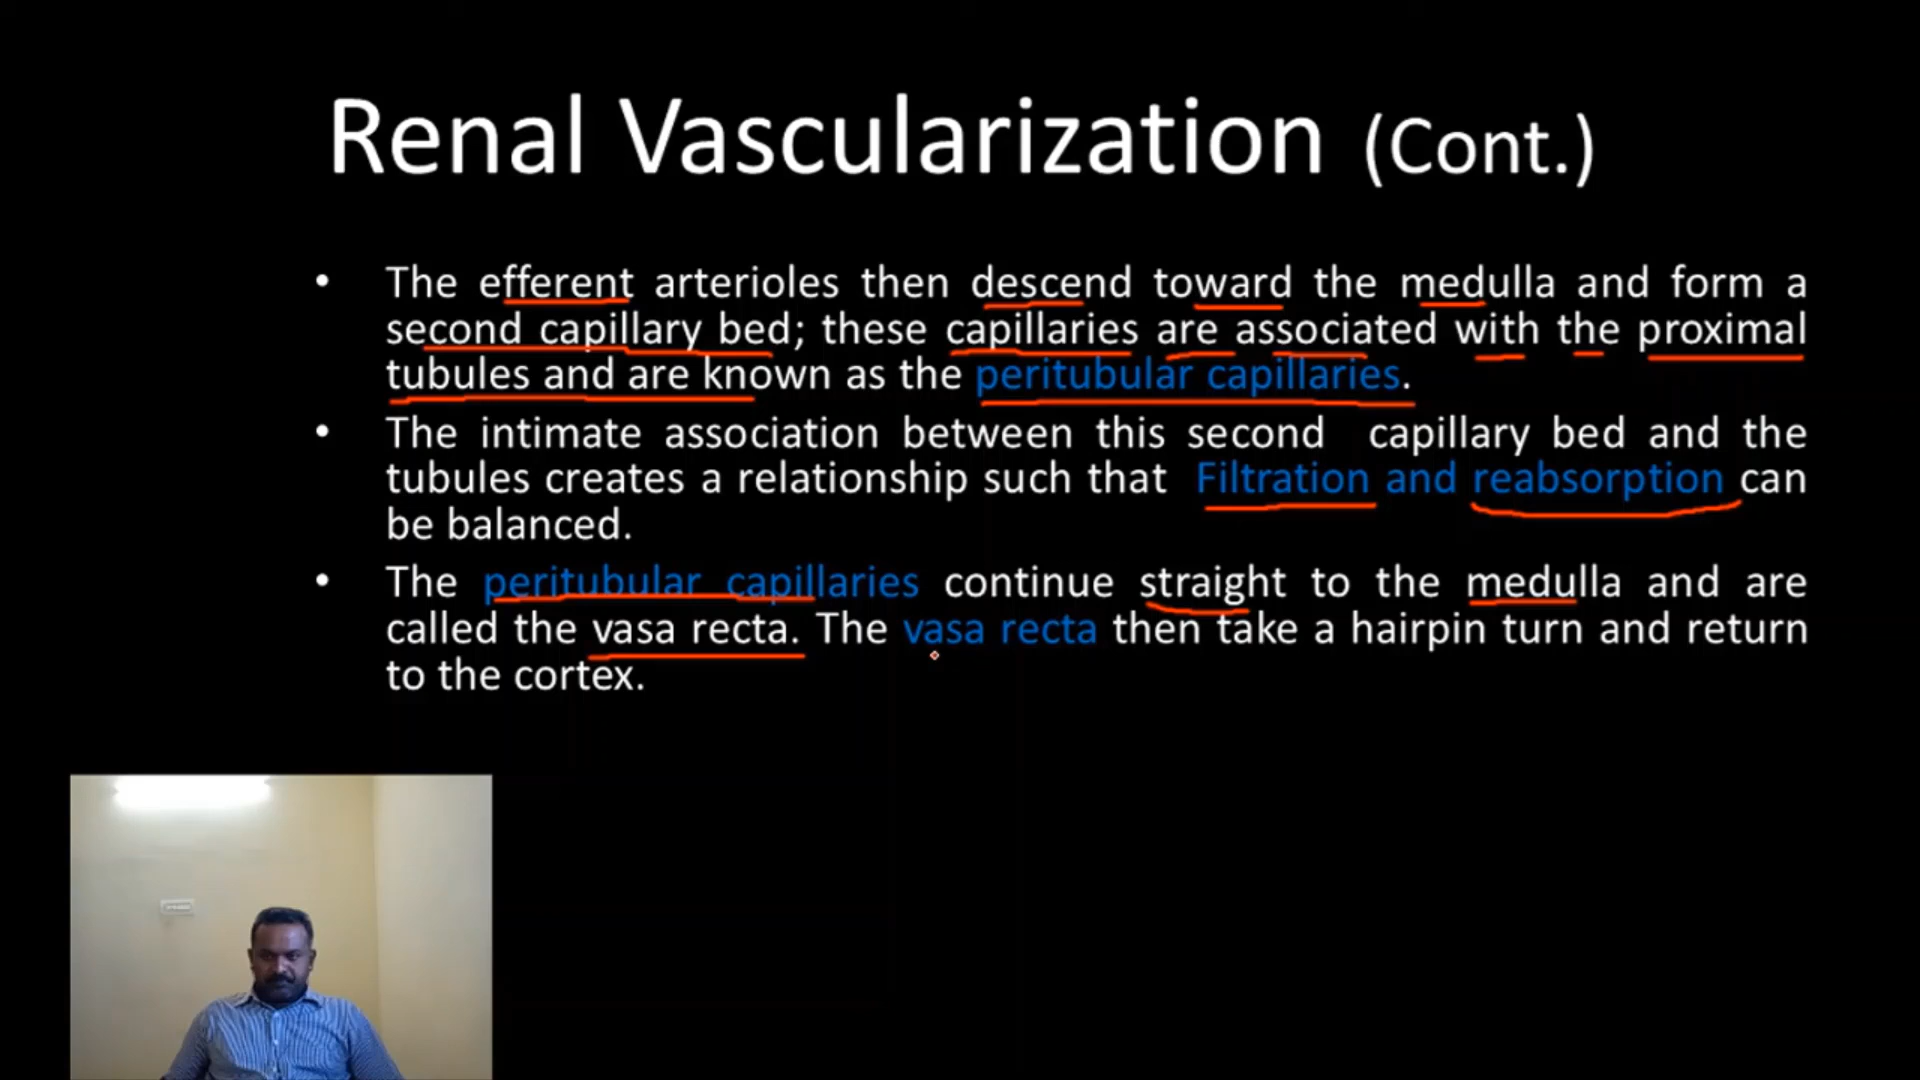 Renal Vascularization (Cont.)
• The efferent arterioles then descend toward the medulla and form a
second capillary bed; these capillaries are associated with the proximal
tubules and are known as the peritubular capillaries.
• The intimate association between this second capillary bed and the
tubules creates a relationship such that Filtration and reabsorption can
be balanced.
• The peritubular capillaries continue straight to the medulla and are
called the vasa recta. The vasa recta then take a hairpin turn and return
to the cortex.